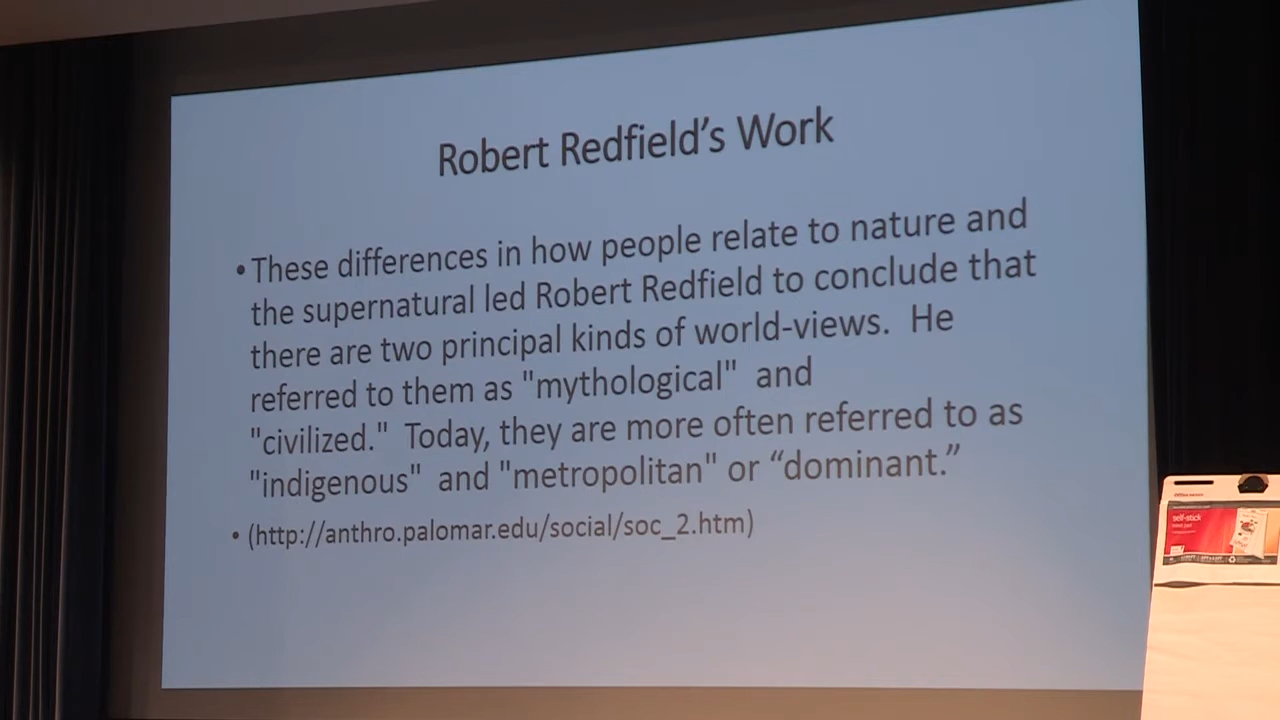 Robert Redfield's Work
•These differences in how people relate to nature and
the supernatural led Robert Redfield to conclude that
there are two principal kinds of world-views.  He
referred to them as "mythological"  and
"civilized."  Today, they are more often referred to as
"indigenous"  and "metropolitan" or “dominant.”
• (http://anthro.palomar.edu/social/soc_2.htm)
self-stick